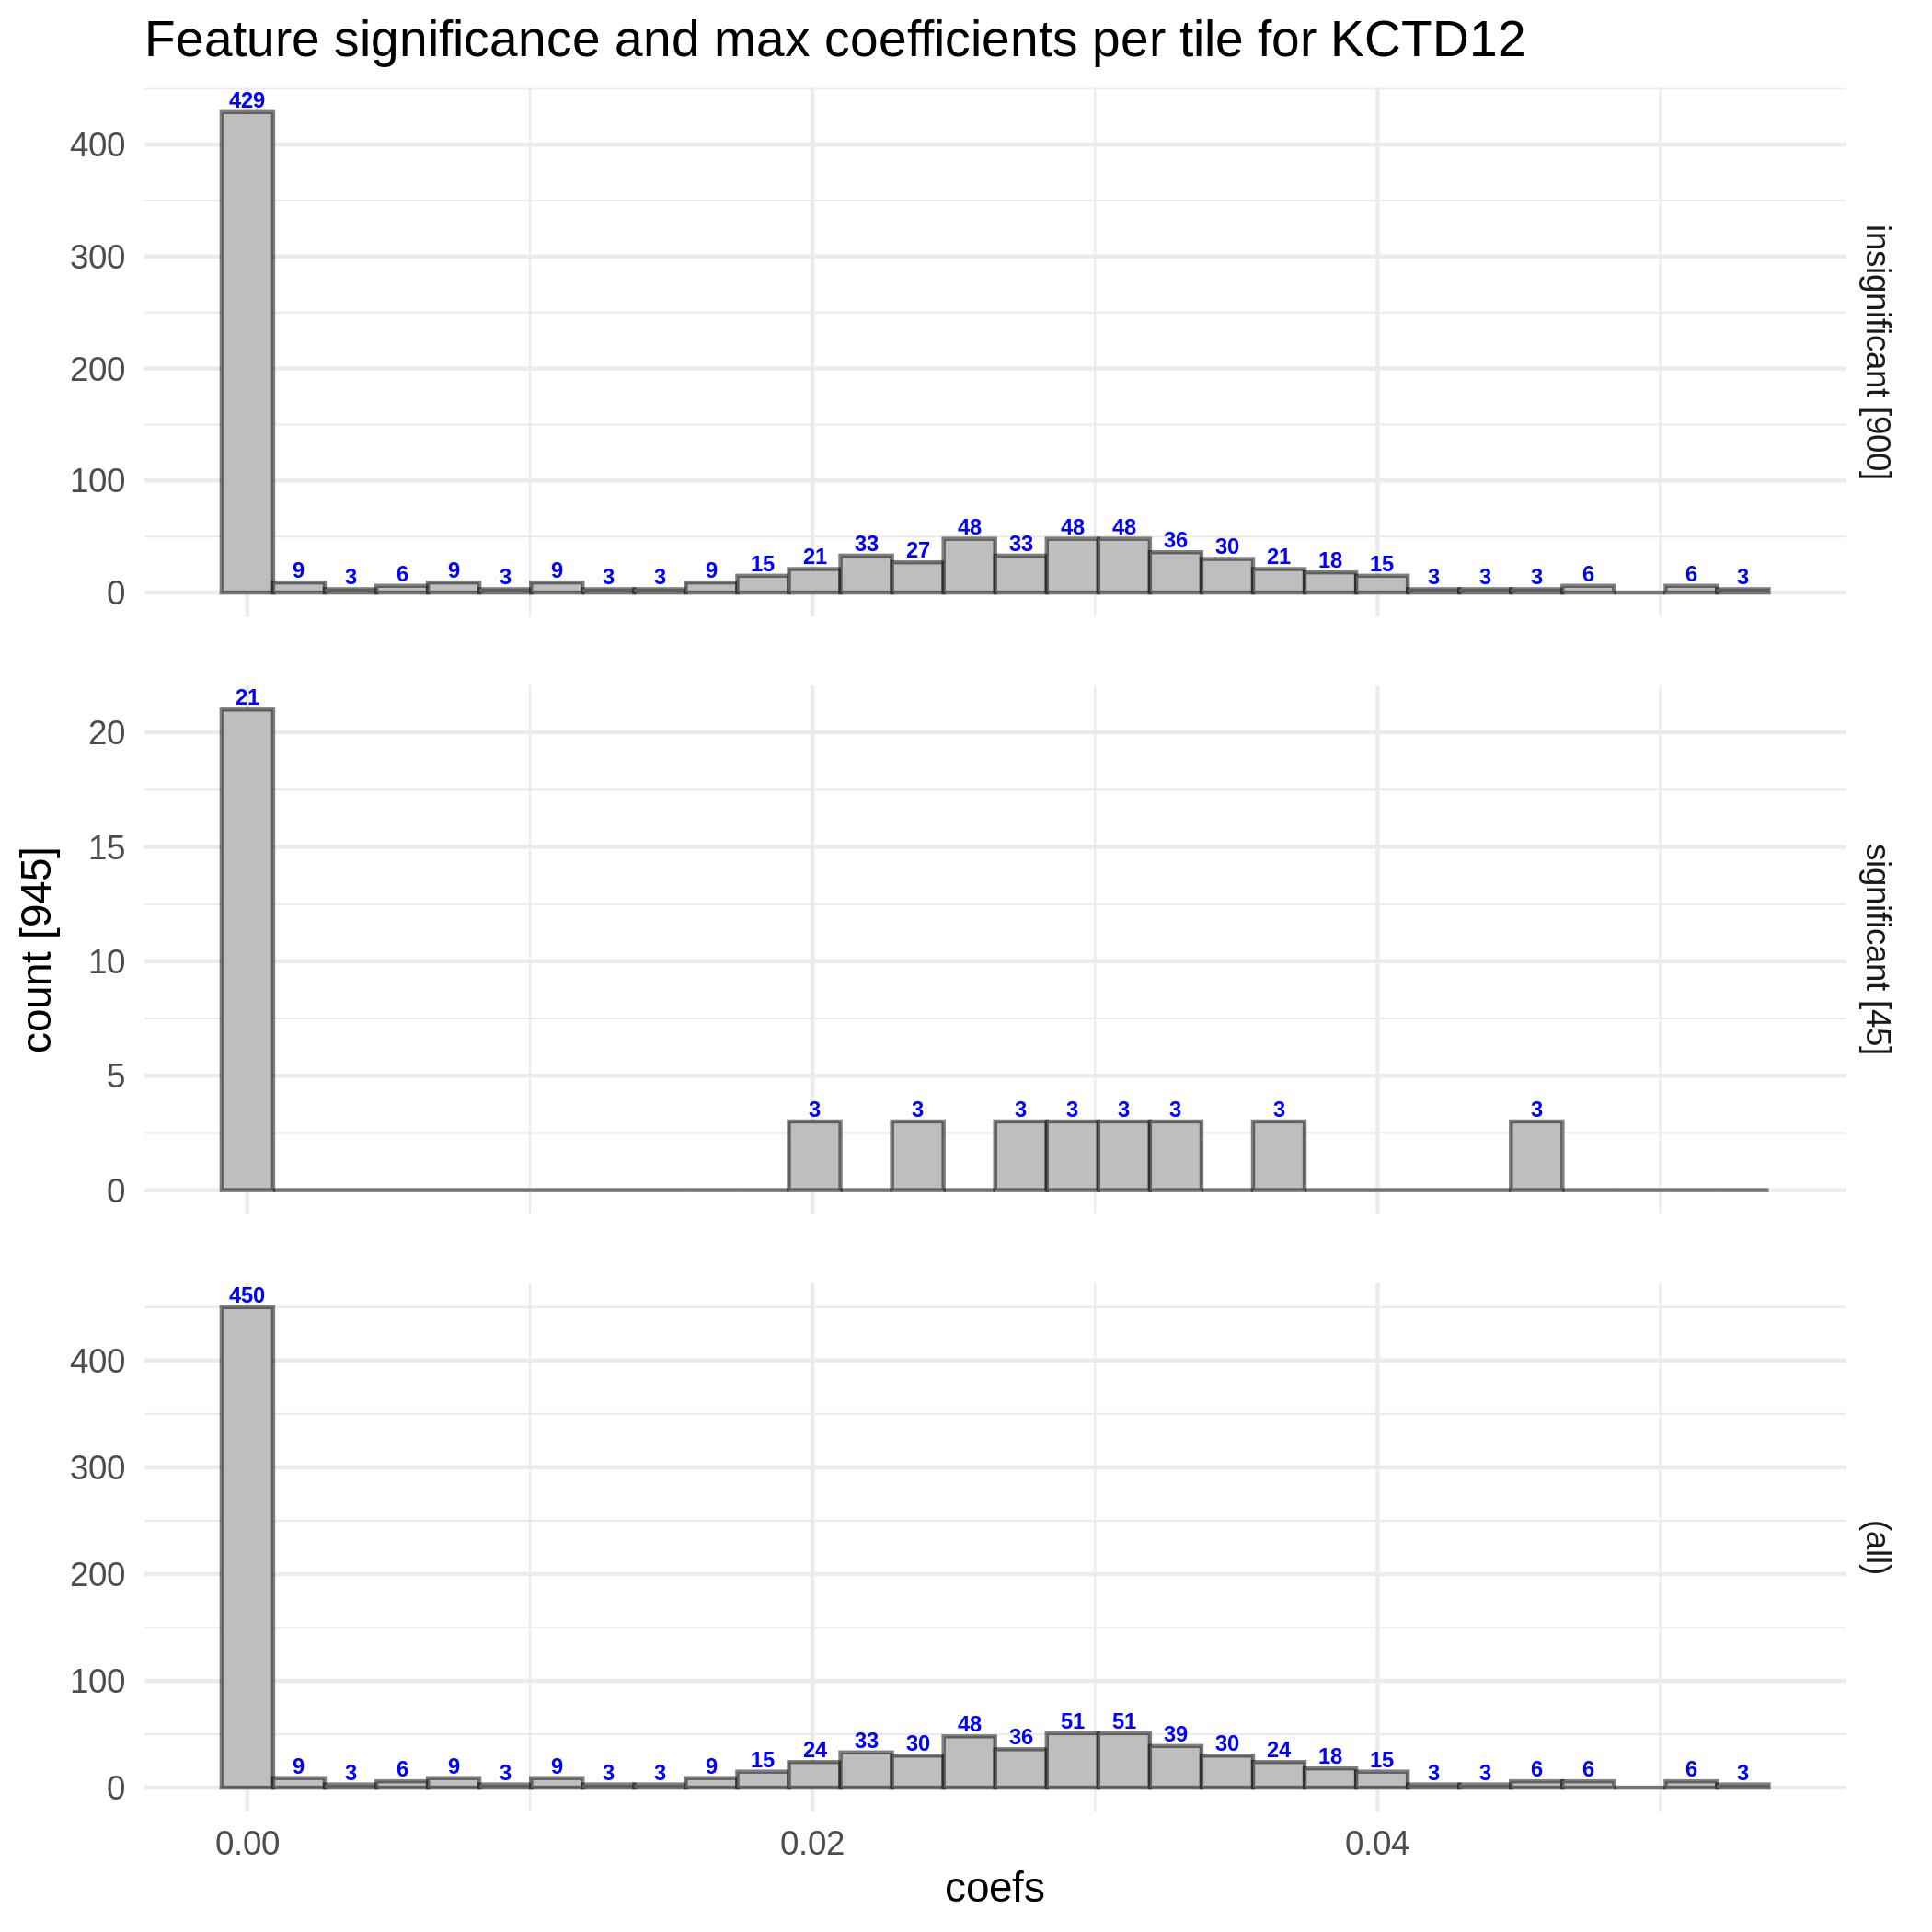 Feature significance and max coefficients per tile for KCTD12
429
400
300
200
100
0
9 3 6 9 3 9 3 3 9 15 21 33 27 48 33 48 48 36 30 21 18 15 3 3 3 6 6 3
insignificant [900]
21
20
15
10
5
0
3 3 3 3 3 3 3 3
significant [45]
count [945]
450
400
300
200
100
0
9 3 6 9 3 9 3 3 9 15 24 33 30 48 36 51 51 39 30 24 18 15 3 3 6 6 6 3
(all)
0.00 0.02 0.04
coefs